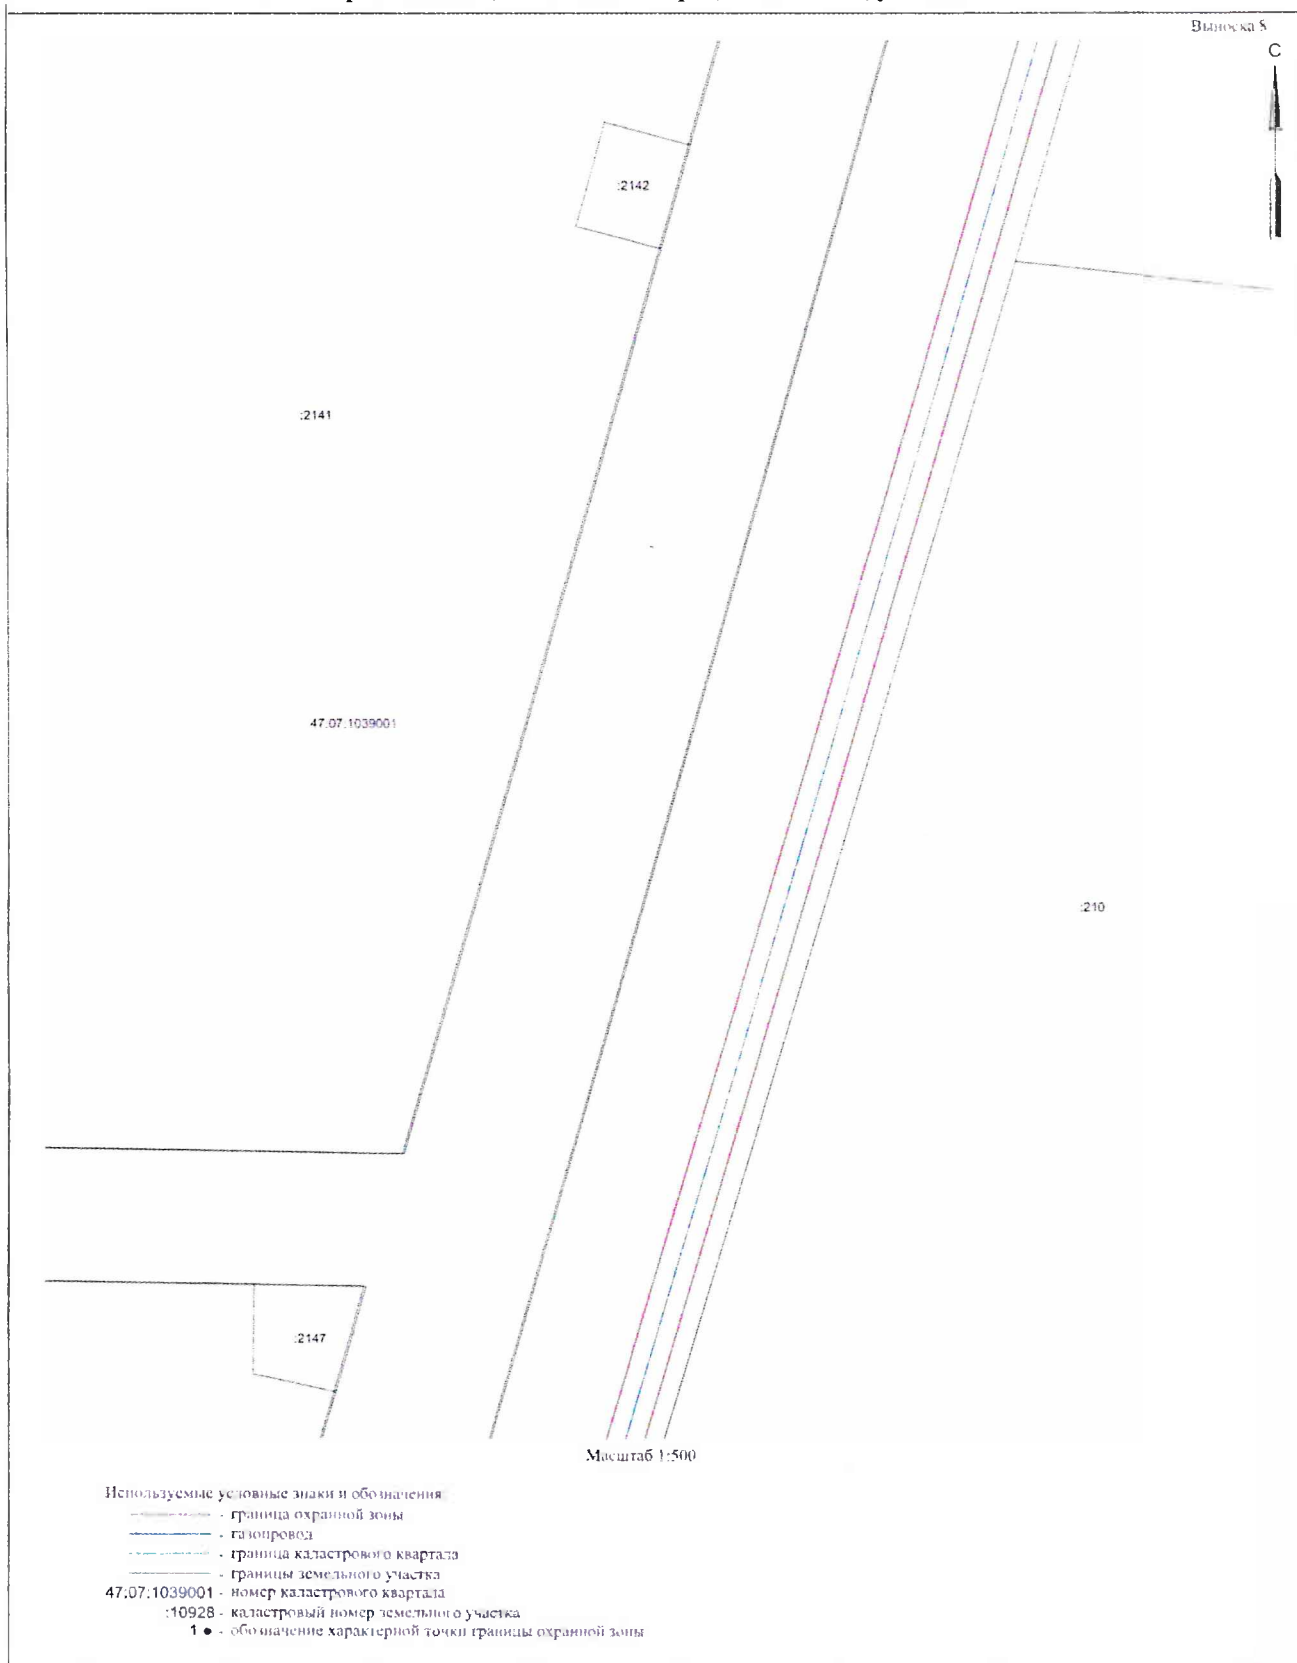 Выноска 8
С
:2142
:2141
47:07:1039001
:210
:2147
Масштаб 1:500
Используемые условные знаки и обозначения:
- граница охранной зоны
- газопровод
- граница кадастрового квартала
- границы земельного участка
47:07:1039001 - номер кадастрового квартала
:10928 - кадастровый номер земельного участка
1 ● - обозначение характерной точки границы охранной зоны